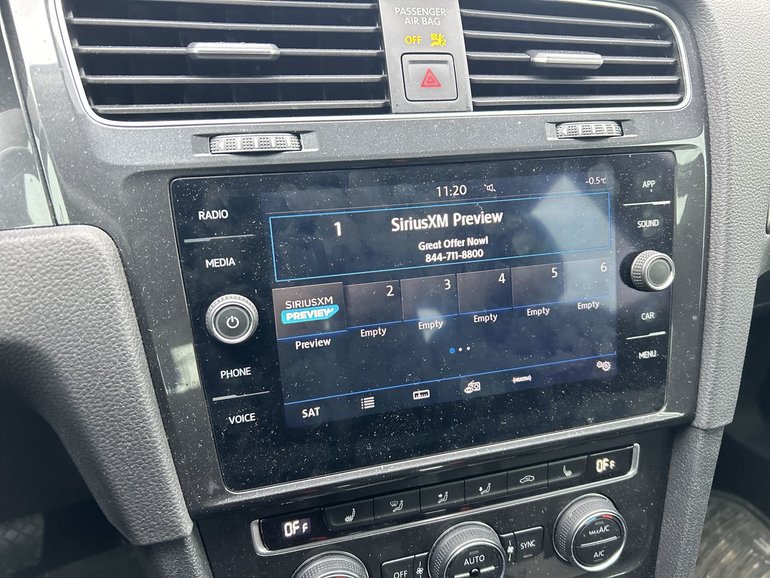 PASSENGER
AIR BAG
OFF
RADIO
MEDIA
PHONE
VOICE
11:20
-0.5°C
1
SiriusXM Preview
Great Offer Now!
844-711-8800
SIRIUSXM
PREVIEW
Preview
2
Empty
3
Empty
4
Empty
5
Empty
6
Empty
SAT
APP
SOUND
CAR
MENU
OFF
OFF
OFF
AUTO
SYNC
MAX A/C
A/C